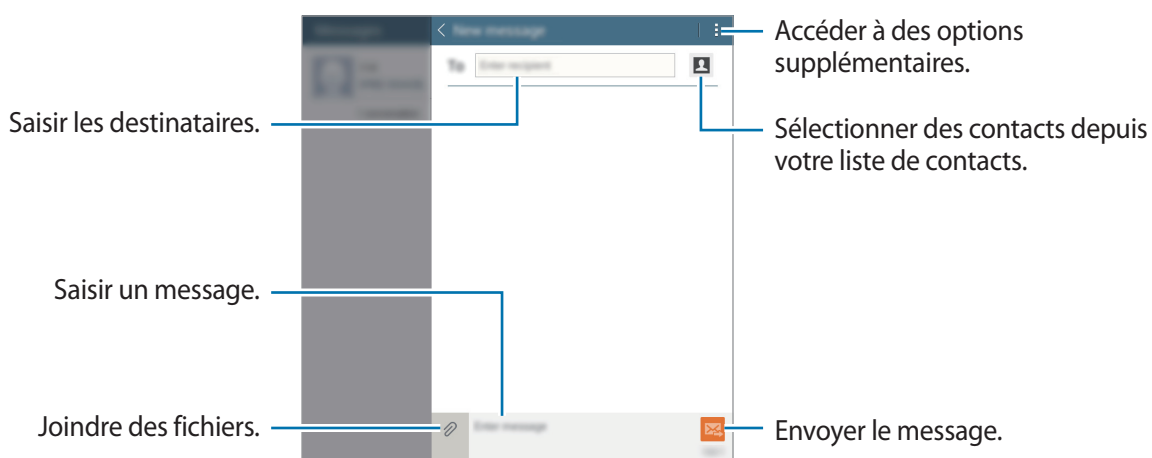 New message
Accéder à des options
supplémentaires.
To
Enter recipient
Saisir les destinataires.
Sélectionner des contacts depuis
votre liste de contacts.
Saisir un message.
Joindre des fichiers.
Enter message
Envoyer le message.